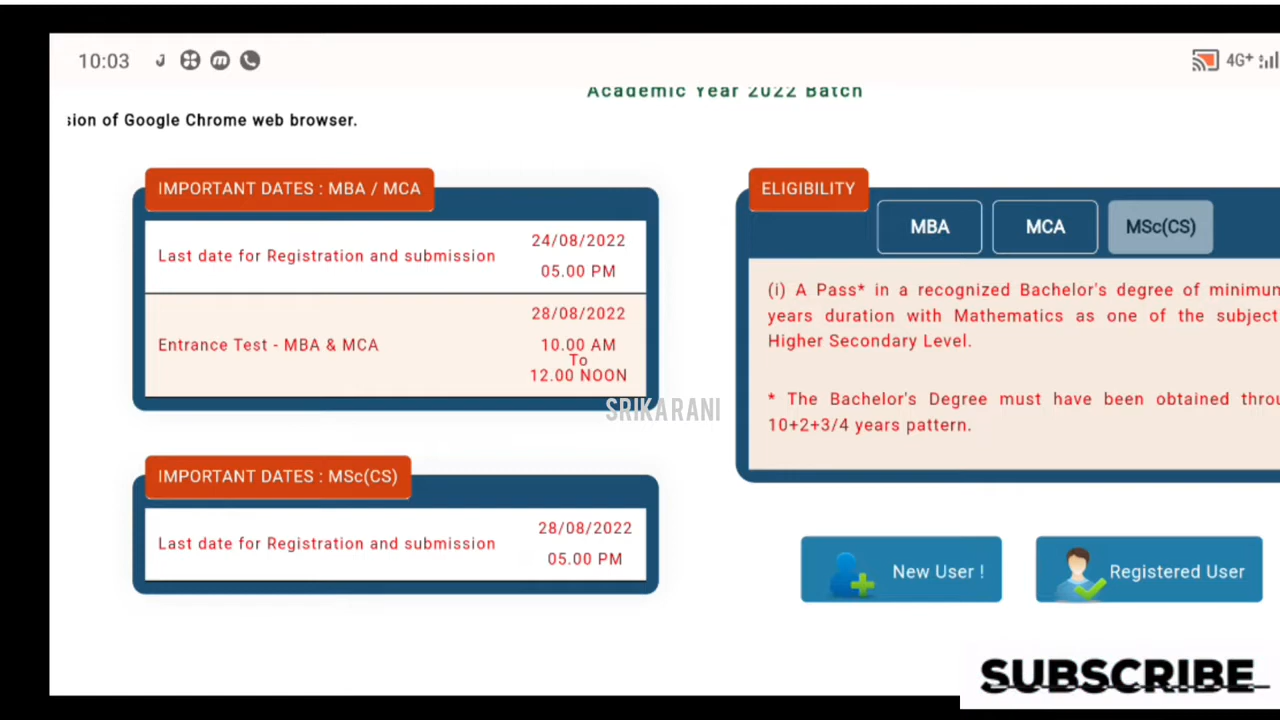 10:03
4G+
Academic Year 2022 Batch
sion of Google Chrome web browser.
IMPORTANT DATES : MBA / MCA
Last date for Registration and submission
24/08/2022
05.00 PM
Entrance Test - MBA & MCA
28/08/2022
10.00 AM
To
12.00 NOON
SRIKARANI
IMPORTANT DATES : MSc(CS)
Last date for Registration and submission
28/08/2022
05.00 PM
ELIGIBILITY
MBA
MCA
MSc(CS)
(i) A Pass* in a recognized Bachelor's degree of
years duration with Mathematics as one of the subject
Higher Secondary Level.
* The Bachelor's Degree must have been obtained
10+2+3/4 years pattern.
New User !
Registered User
SUBSCRIBE